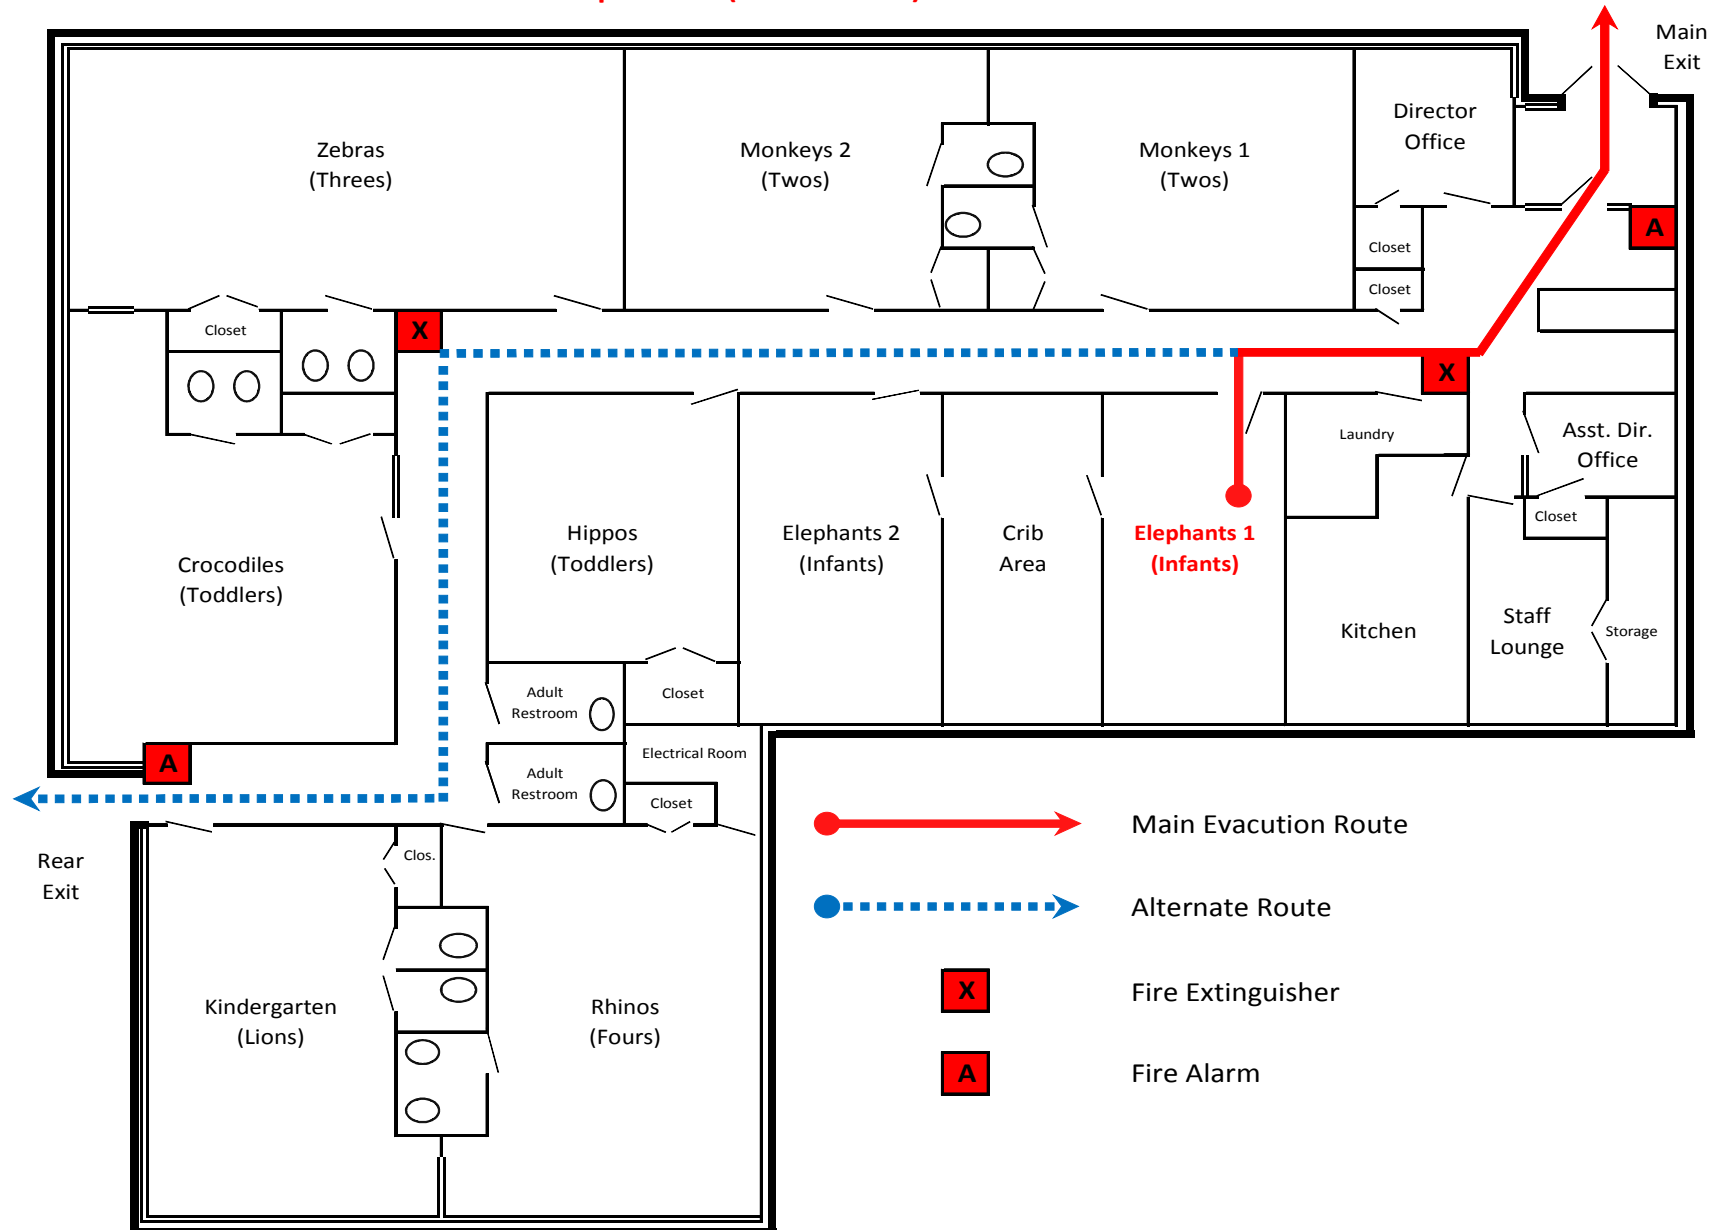 Main
Exit
Director
Office
Zebras
(Threes)
Monkeys 2
(Twos)
Monkeys 1
(Twos)
A
Closet
Closet
Closet
X
X
Laundry
Asst. Dir.
Office
Closet
Hippos
(Toddlers)
Elephants 2
(Infants)
Crib
Area
Elephants 1
(Infants)
Crocodiles
(Toddlers)
Kitchen
Staff
Lounge
Storage
Adult
Restroom
Closet
A
Electrical Room
Adult
Restroom
Closet
Rear
Exit
Clos.
Kindergarten
(Lions)
Rhinos
(Fours)
Main Evacution Route
Alternate Route
X
Fire Extinguisher
A
Fire Alarm